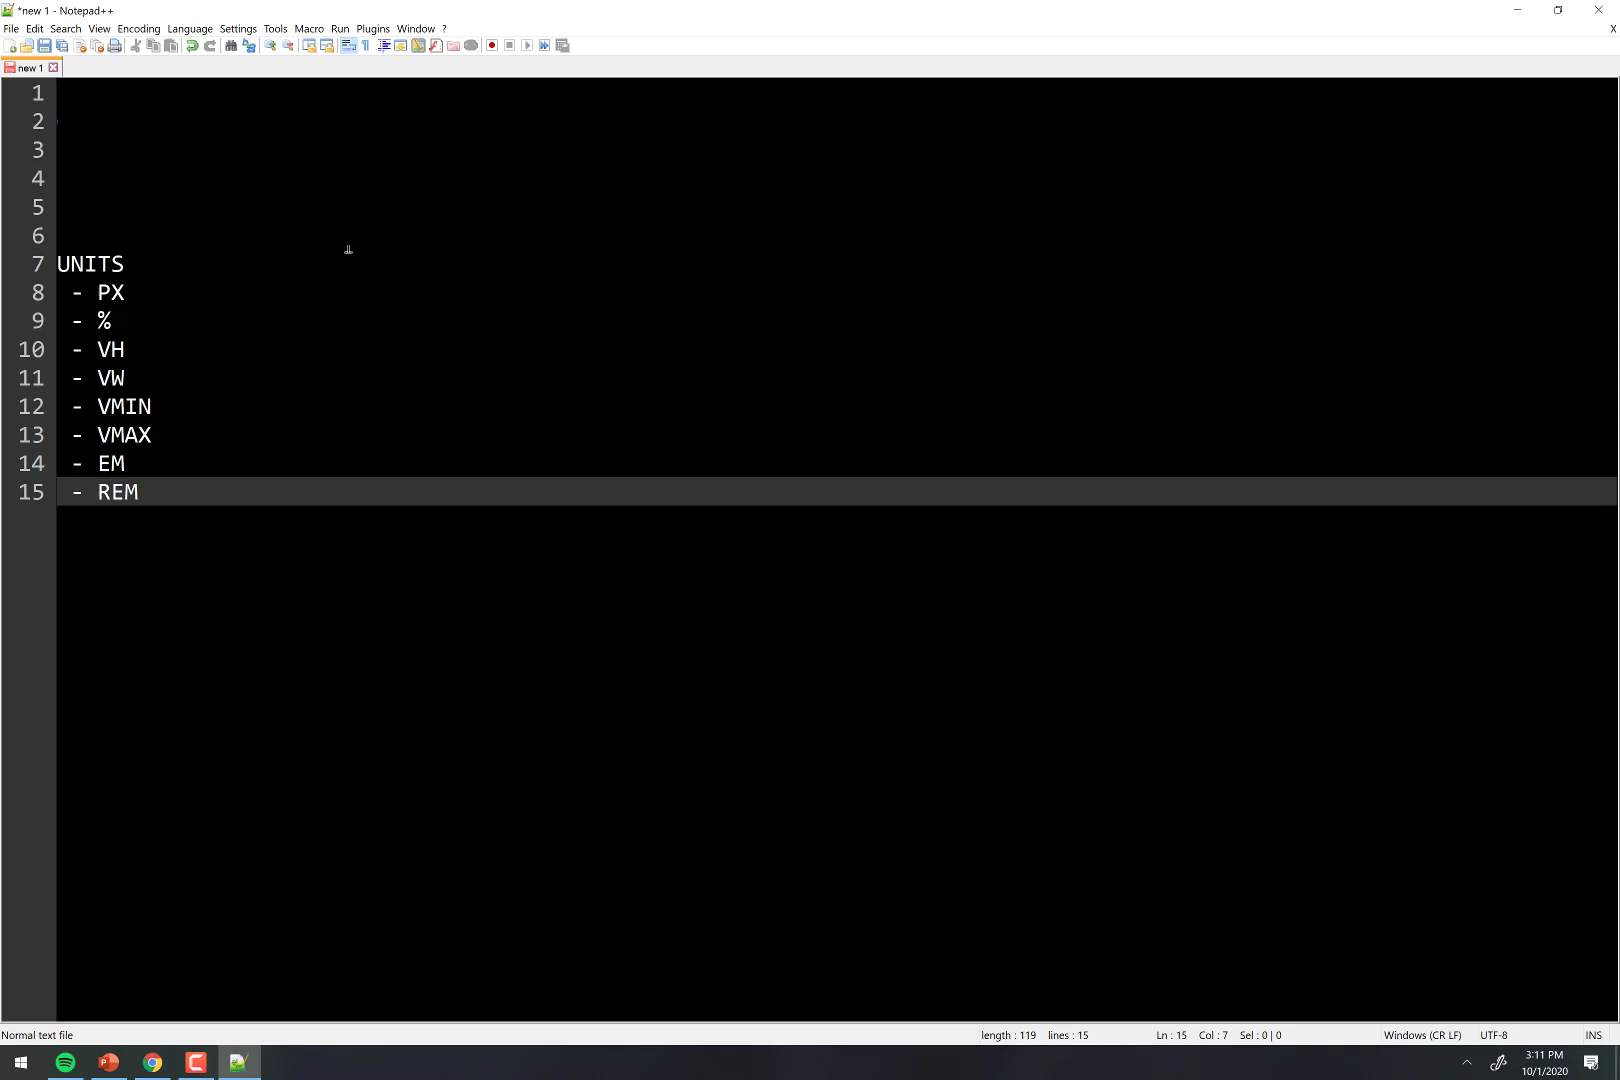 *new 1 - Notepad++
File Edit Search View Encoding Language Settings Tools Macro Run Plugins Window ?
X
new 1
1
2
3
4
5
6
7 UNITS
8 - PX
9 - %
10 - VH
11 - VW
12 - VMIN
13 - VMAX
14 - EM
15 - REM
Normal text file length : 119 lines : 15 Ln : 15 Col : 7 Sel : 0 | 0 Windows (CR LF) UTF-8 INS
3:11 PM
10/1/2020